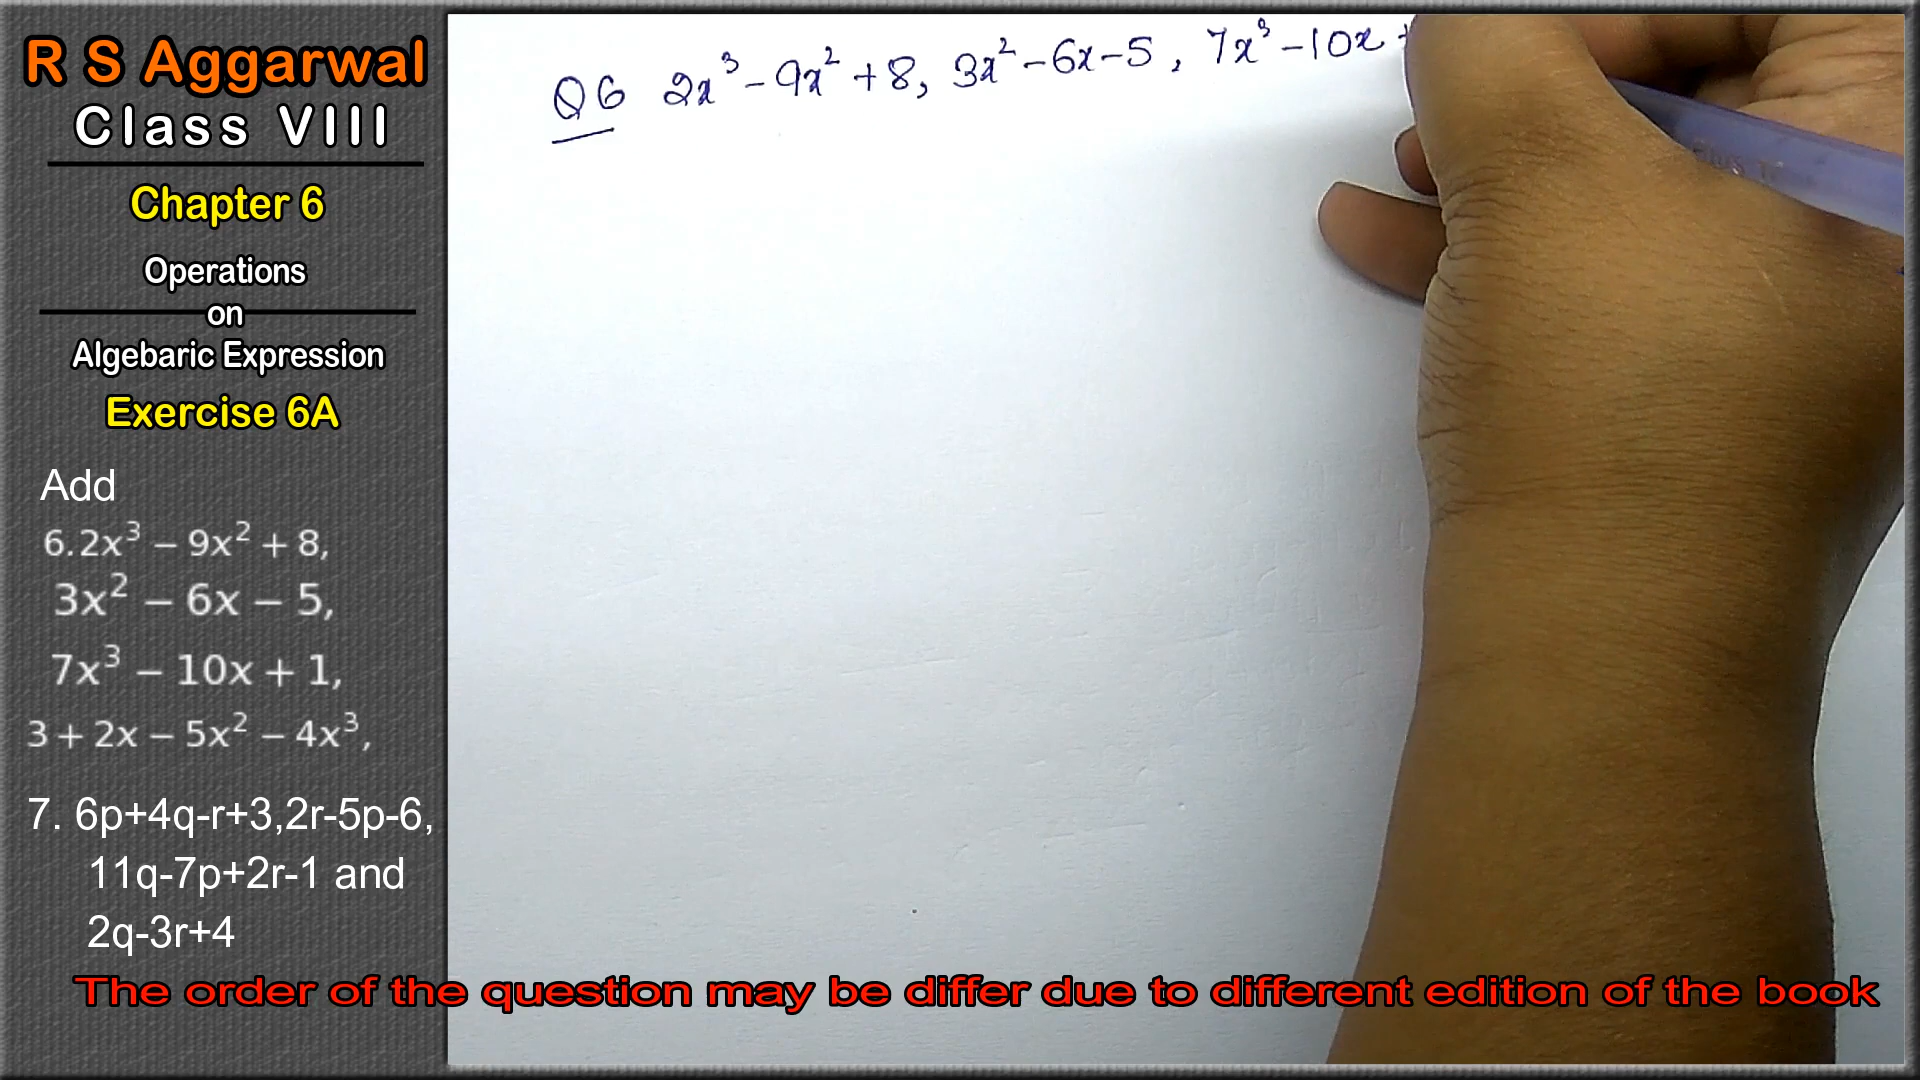 R S Aggarwal
Class VIII
Chapter 6
Operations
on
Algebaric Expression
Exercise 6A
Add
6. 2x³ − 9x² + 8,
3x² − 6x − 5,
7x³ − 10x + 1,
3 + 2x − 5x² − 4x³,
7. 6p+4q-r+3,2r-5p-6,
11q-7p+2r-1 and
2q-3r+4
Q6 2x³ − 9x² + 8, 3x² − 6x − 5, 7x³ − 10x +
The order of the question may be differ due to different edition of the book